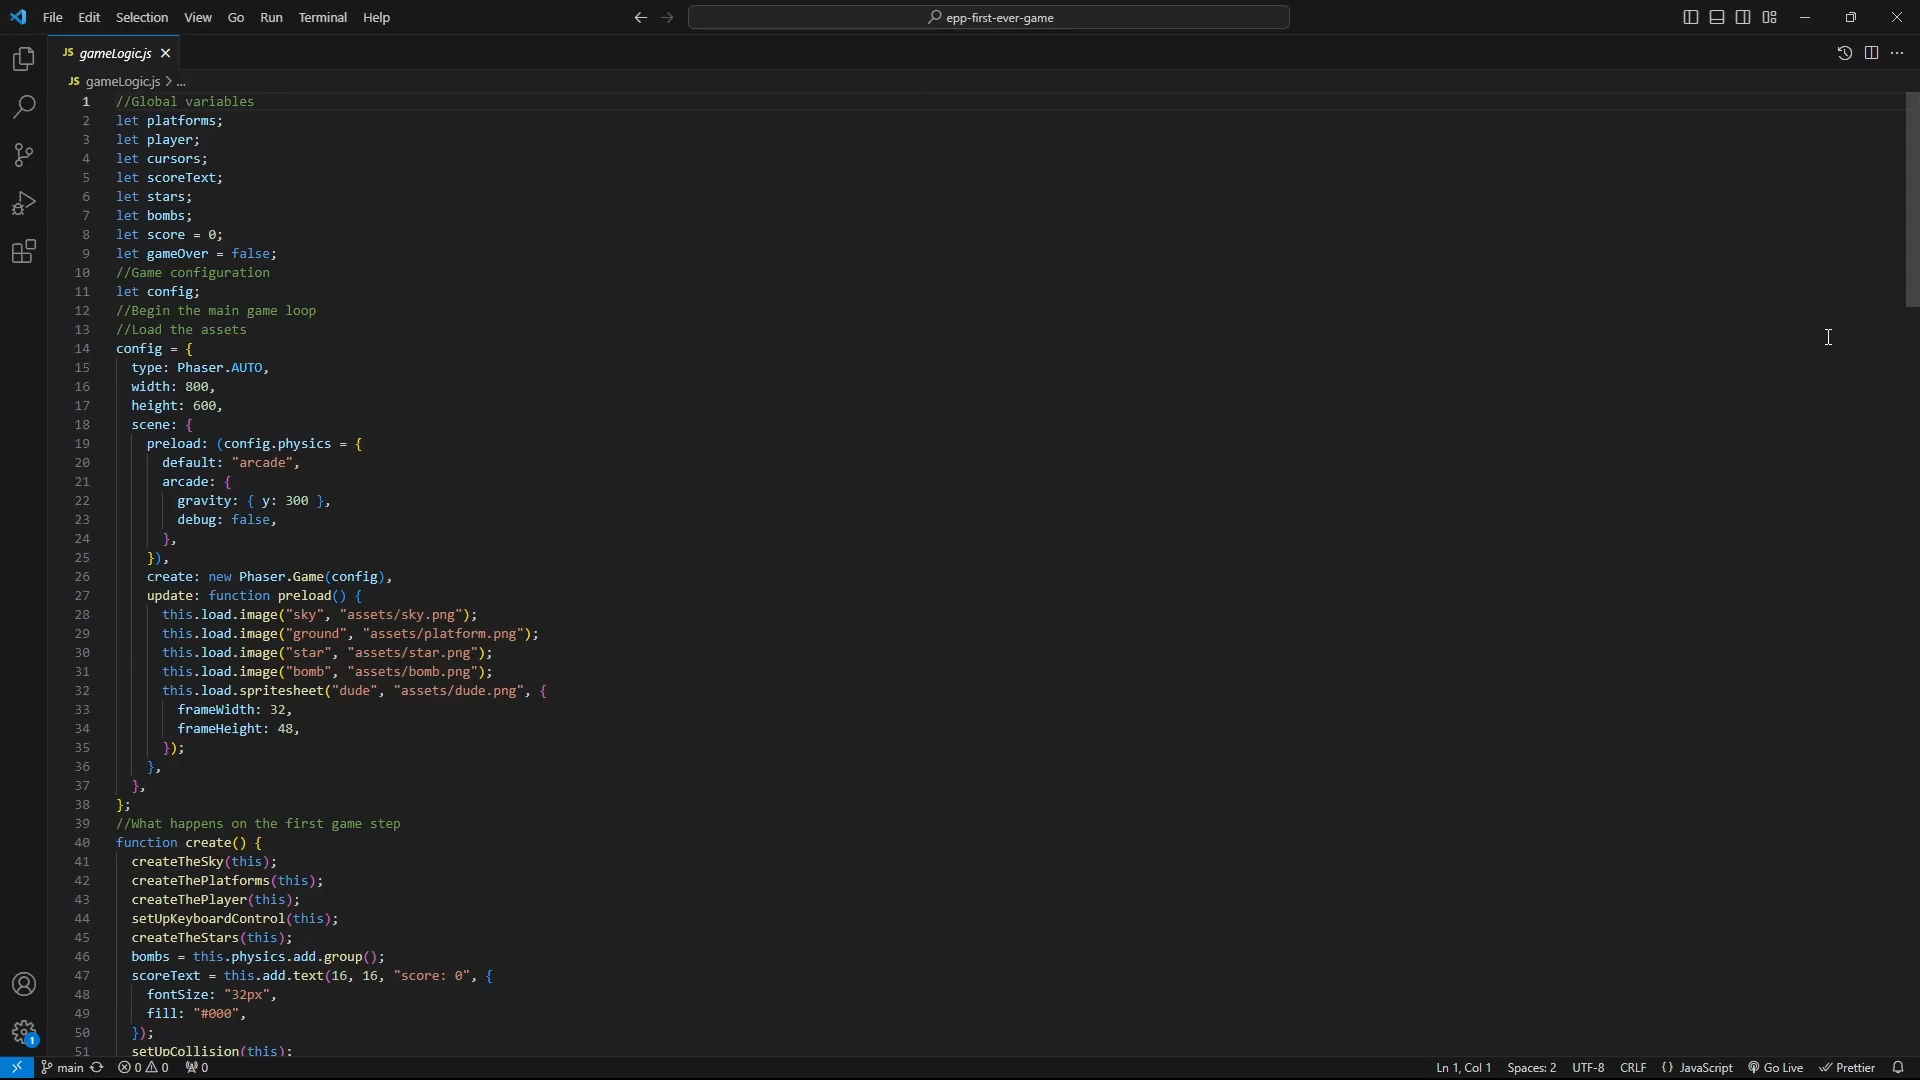 File Edit Selection View Go Run Terminal Help
epp-first-ever-game
JS gameLogic.js
JS gameLogic.js > ...
1 //Global variables
2 let platforms;
3 let player;
4 let cursors;
5 let scoreText;
6 let stars;
7 let bombs;
8 let score = 0;
9 let gameOver = false;
10 //Game configuration
11 let config;
12 //Begin the main game loop
13 //Load the assets
14 config = {
15 type: Phaser.AUTO,
16 width: 800,
17 height: 600,
18 scene: {
19 preload: (config.physics = {
20 default: "arcade",
21 arcade: {
22 gravity: { y: 300 },
23 debug: false,
24 },
25 }),
26 create: new Phaser.Game(config),
27 update: function preload() {
28 this.load.image("sky", "assets/sky.png");
29 this.load.image("ground", "assets/platform.png");
30 this.load.image("star", "assets/star.png");
31 this.load.image("bomb", "assets/bomb.png");
32 this.load.spritesheet("dude", "assets/dude.png", {
33 frameWidth: 32,
34 frameHeight: 48,
35 });
36 },
37 },
38 };
39 //What happens on the first game step
40 function create() {
41 createTheSky(this);
42 createThePlatforms(this);
43 createThePlayer(this);
44 setUpKeyboardControl(this);
45 createTheStars(this);
46 bombs = this.physics.add.group();
47 scoreText = this.add.text(16, 16, "score: 0", {
48 fontSize: "32px",
49 fill: "#000",
50 });
51 setUpCollision(this);
1
main 0 0 0 Ln 1, Col 1 Spaces: 2 UTF-8 CRLF {} JavaScript Go Live Prettier